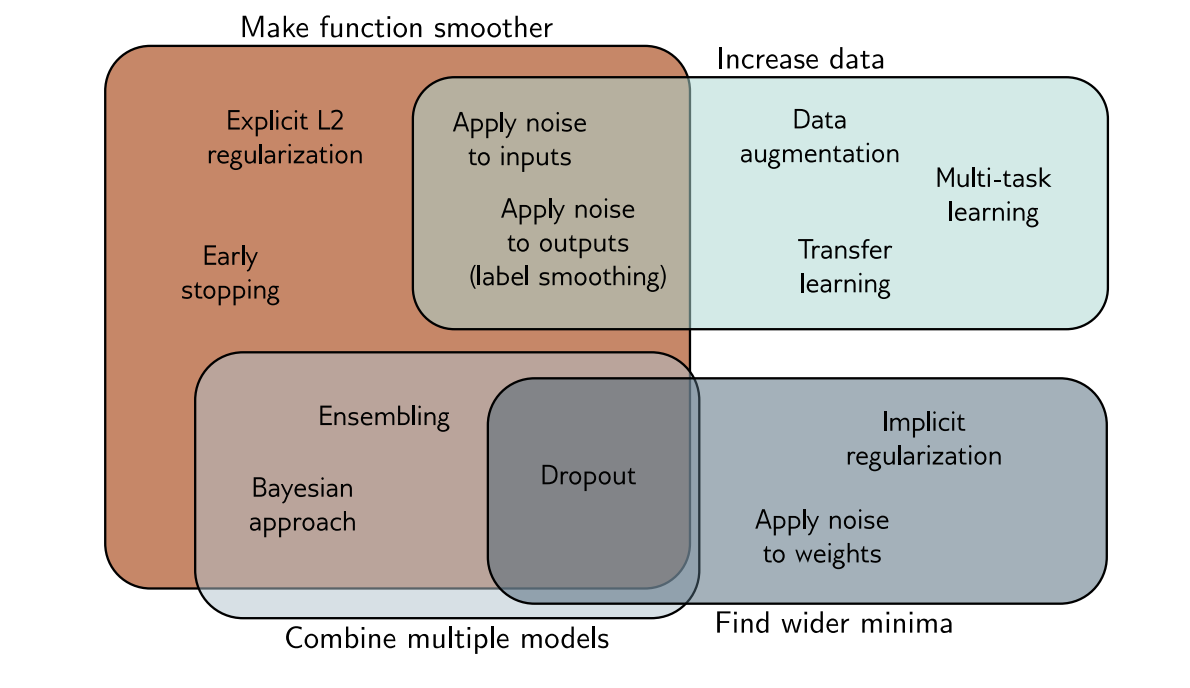 Make function smoother
Increase data
Explicit L2
regularization
Apply noise
to inputs
Data
augmentation
Multi-task
learning
Apply noise
to outputs
(label smoothing)
Early
stopping
Transfer
learning
Ensembling
Bayesian
approach
Dropout
Implicit
regularization
Apply noise
to weights
Combine multiple models
Find wider minima